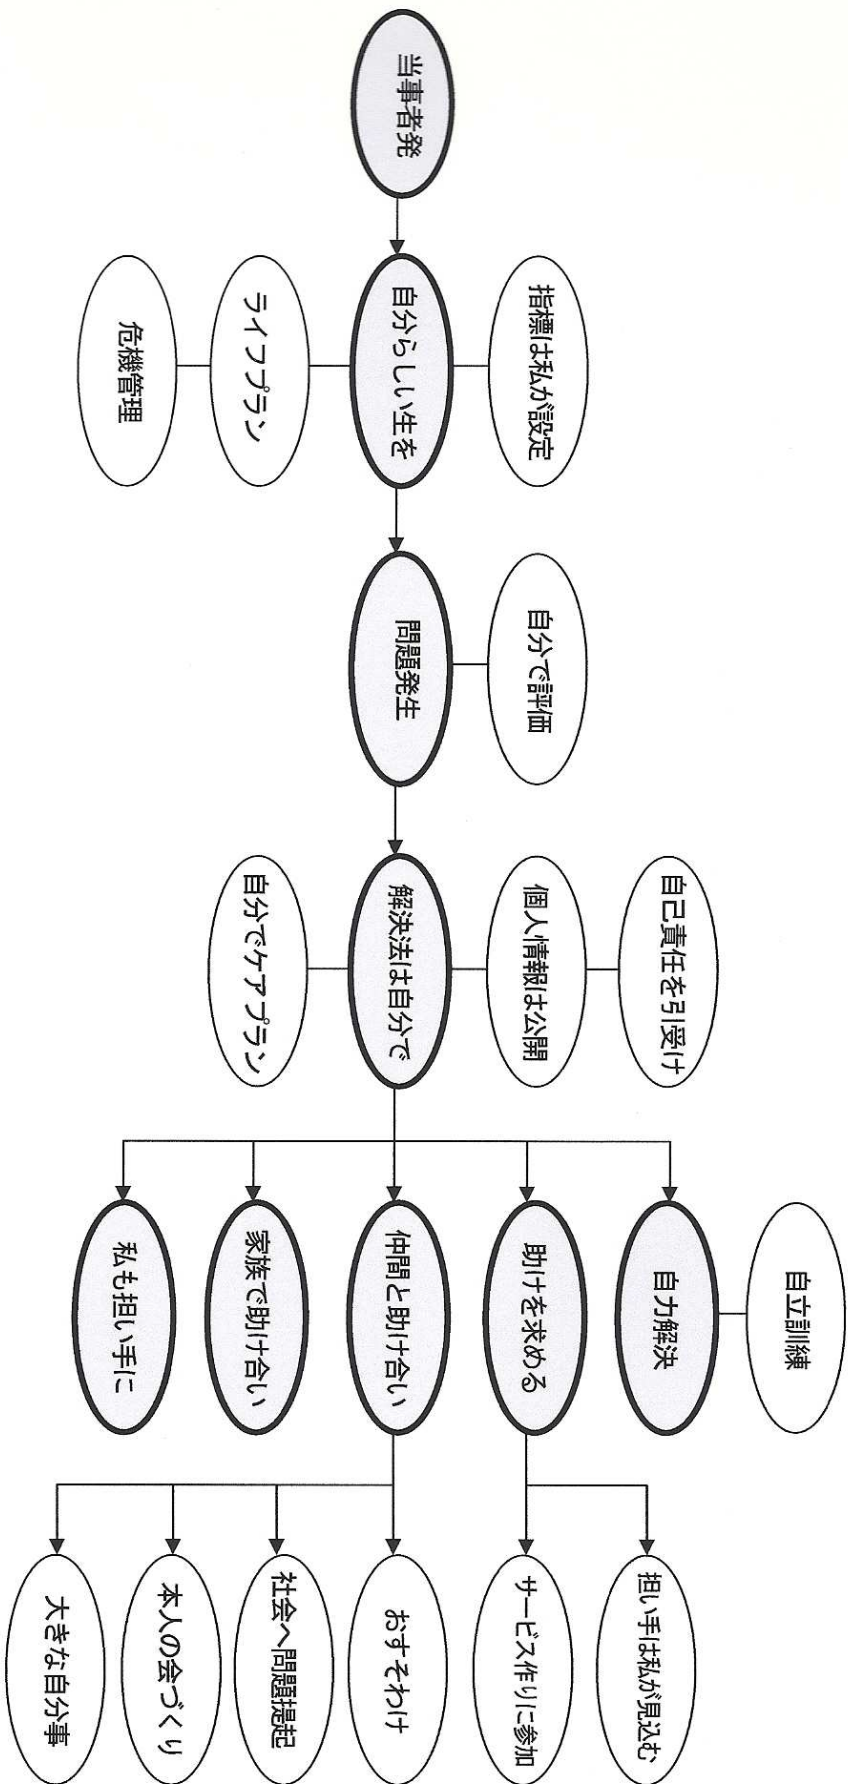 当事者発
指標は私が設定
自分らしい生を
ライフプラン
危機管理
自分で評価
問題発生
自己責任を引受け
個人情報は公開
解決法は自分で
自分でケアプラン
自立訓練
自力解決
助けを求める
仲間と助け合い
家族で助け合い
私も担い手に
担い手は私が見込む
サービス作りに参加
おすそわけ
社会へ問題提起
本人の会づくり
大きな自分事